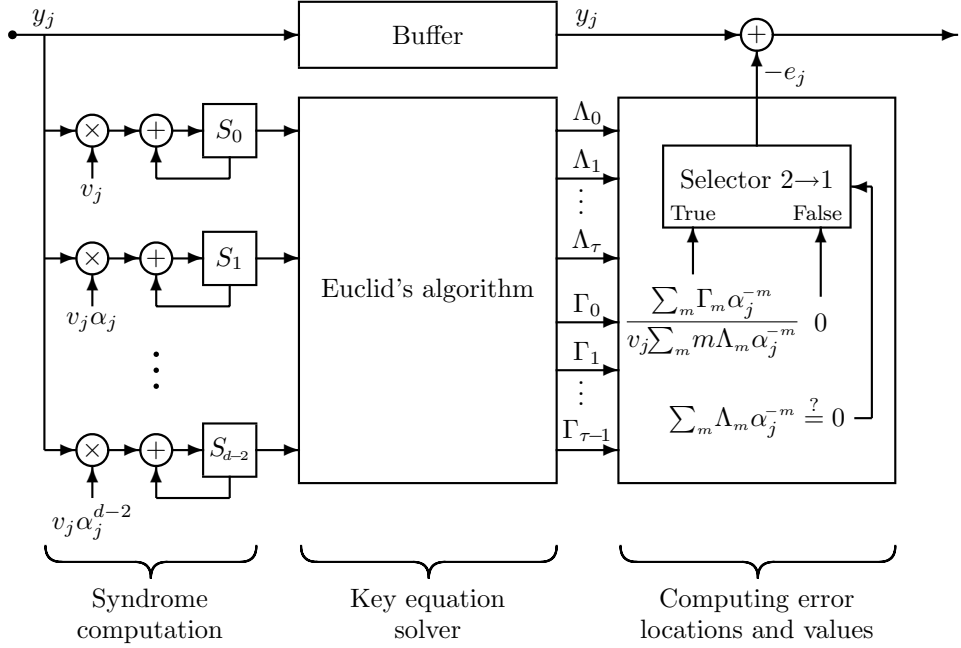 y_j
Buffer
y_j
+
−e_j
×
+
S_0
v_j
Λ_0
Λ_1
⋮
Λ_τ
Selector 2→1
True False
×
+
S_1
v_jα_j
Euclid's algorithm
Γ_0
Γ_1
⋮
Γ_{τ−1}
∑_m Γ_m α_j^{−m}
v_j ∑_m mΛ_m α_j^{−m}
0
∑_m Λ_m α_j^{−m} ≟ 0
⋮
×
+
S_{d−2}
v_jα_j^{d−2}
Syndrome
computation
Key equation
solver
Computing error
locations and values